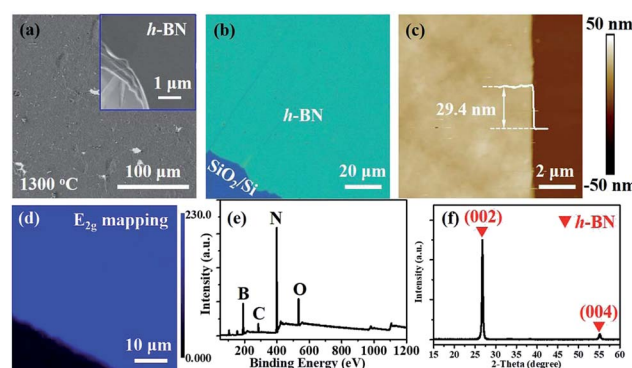 (a)
h-BN
1 µm
1300 °C
100 µm
(b)
h-BN
SiO2/Si
20 µm
(c)
29.4 nm
2 µm
50 nm
-50 nm
(d) E2g mapping
10 µm
230.0
0.000
(e)
N
B
C
O
Intensity (a.u.)
200 400 600 800 1000 1200
Binding Energy (eV)
(f)
(002)
h-BN
(004)
Intensity (a.u.)
15 20 25 30 35 40 45 50 55 60
2-Theta (degree)